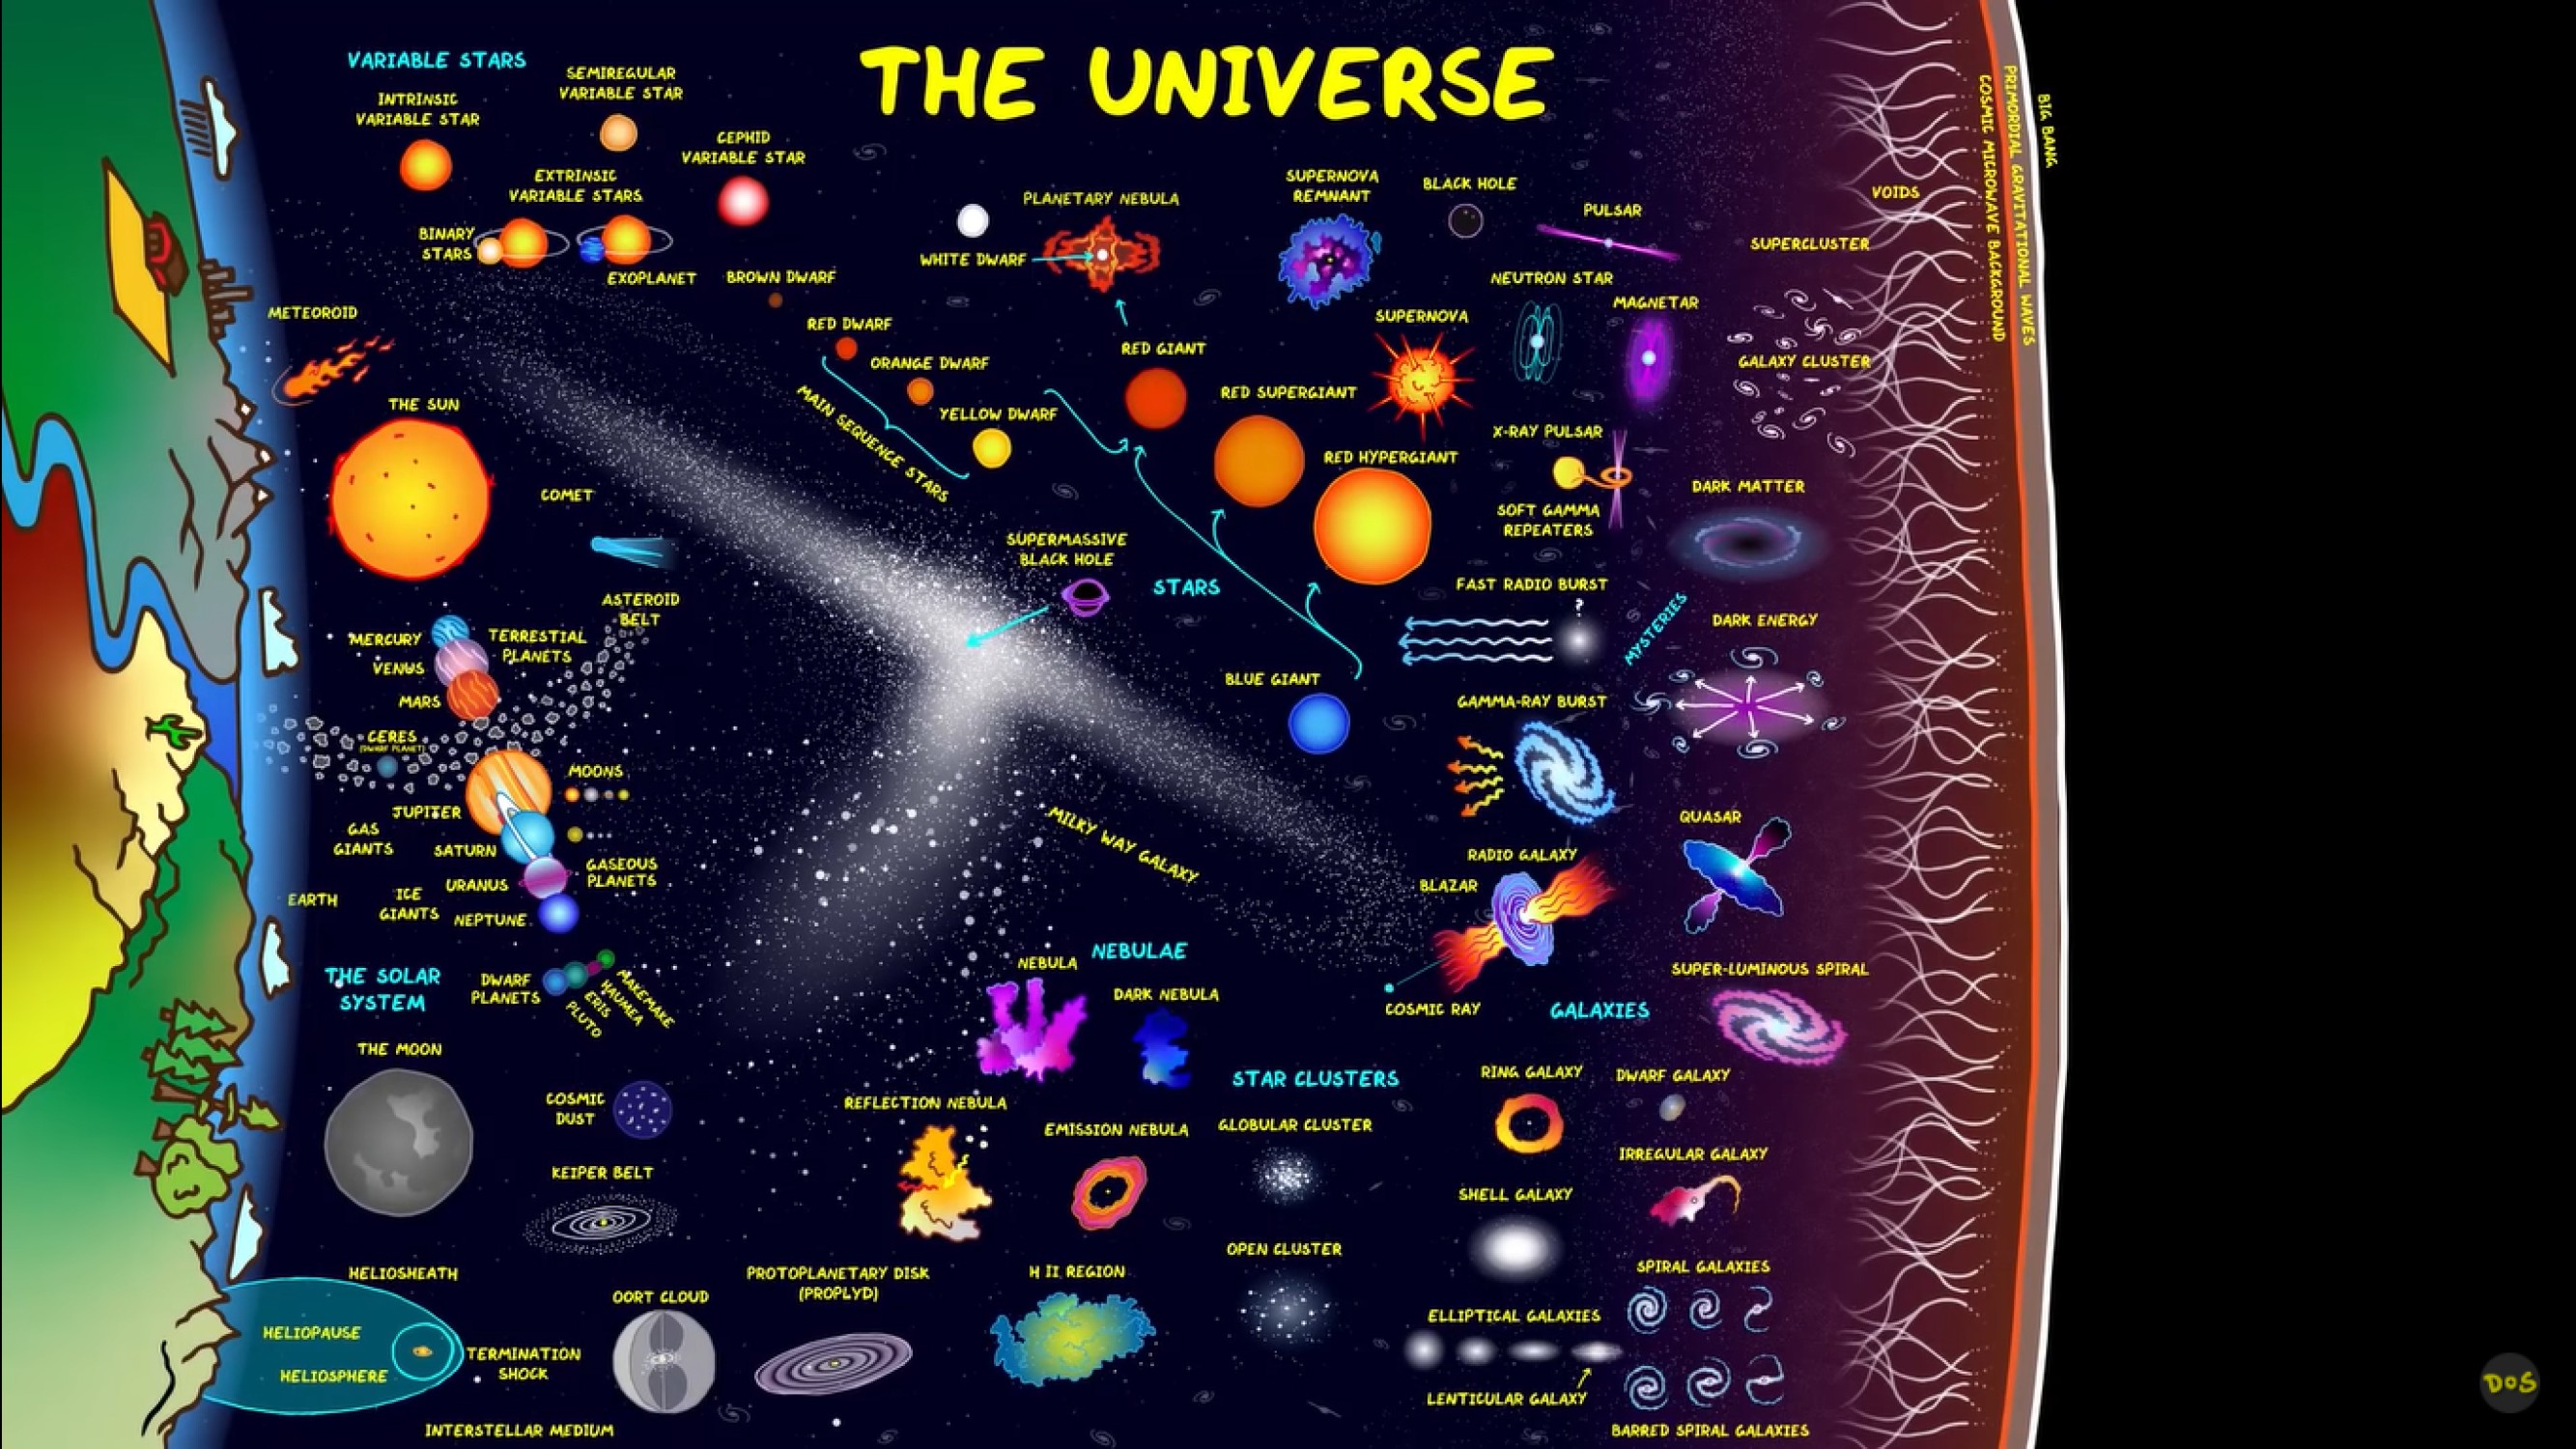 THE UNIVERSE
VARIABLE STARS
INTRINSIC
VARIABLE STAR
SEMIREGULAR
VARIABLE STAR
CEPHID
VARIABLE STAR
EXTRINSIC
VARIABLE STARS
BINARY
STARS
EXOPLANET
BROWN DWARF
METEOROID
THE SUN
COMET
ASTEROID
BELT
MERCURY
VENUS
MARS
TERRESTIAL
PLANETS
CERES
(DWARF PLANET)
MOONS
JUPITER
GAS
GIANTS
SATURN
GASEOUS
PLANETS
URANUS
EARTH
ICE
GIANTS
NEPTUNE
THE SOLAR
SYSTEM
DWARF
PLANETS
MAKEMAKE
HAUMEA
ERIS
PLUTO
THE MOON
COSMIC
DUST
KEIPER BELT
HELIOSHEATH
HELIOPAUSE
HELIOSPHERE
TERMINATION
SHOCK
OORT CLOUD
INTERSTELLAR MEDIUM
WHITE DWARF
PLANETARY NEBULA
RED DWARF
ORANGE DWARF
YELLOW DWARF
MAIN SEQUENCE STARS
RED GIANT
RED SUPERGIANT
RED HYPERGIANT
SUPERMASSIVE
BLACK HOLE
STARS
BLUE GIANT
MILKY WAY GALAXY
SUPERNOVA
REMNANT
BLACK HOLE
PULSAR
NEUTRON STAR
MAGNETAR
SUPERNOVA
X-RAY PULSAR
SOFT GAMMA
REPEATERS
FAST RADIO BURST
?
GAMMA-RAY BURST
MYSTERIES
VOIDS
SUPERCLUSTER
GALAXY CLUSTER
DARK MATTER
DARK ENERGY
QUASAR
RADIO GALAXY
BLAZAR
COSMIC RAY
GALAXIES
SUPER-LUMINOUS SPIRAL
NEBULAE
NEBULA
DARK NEBULA
REFLECTION NEBULA
EMISSION NEBULA
PROTOPLANETARY DISK
(PROPLYD)
H II REGION
STAR CLUSTERS
GLOBULAR CLUSTER
OPEN CLUSTER
RING GALAXY
DWARF GALAXY
IRREGULAR GALAXY
SHELL GALAXY
SPIRAL GALAXIES
ELLIPTICAL GALAXIES
LENTICULAR GALAXY
BARRED SPIRAL GALAXIES
COSMIC MICROWAVE BACKGROUND
PRIMORDIAL GRAVITATIONAL WAVES
BIG BANG
DOS